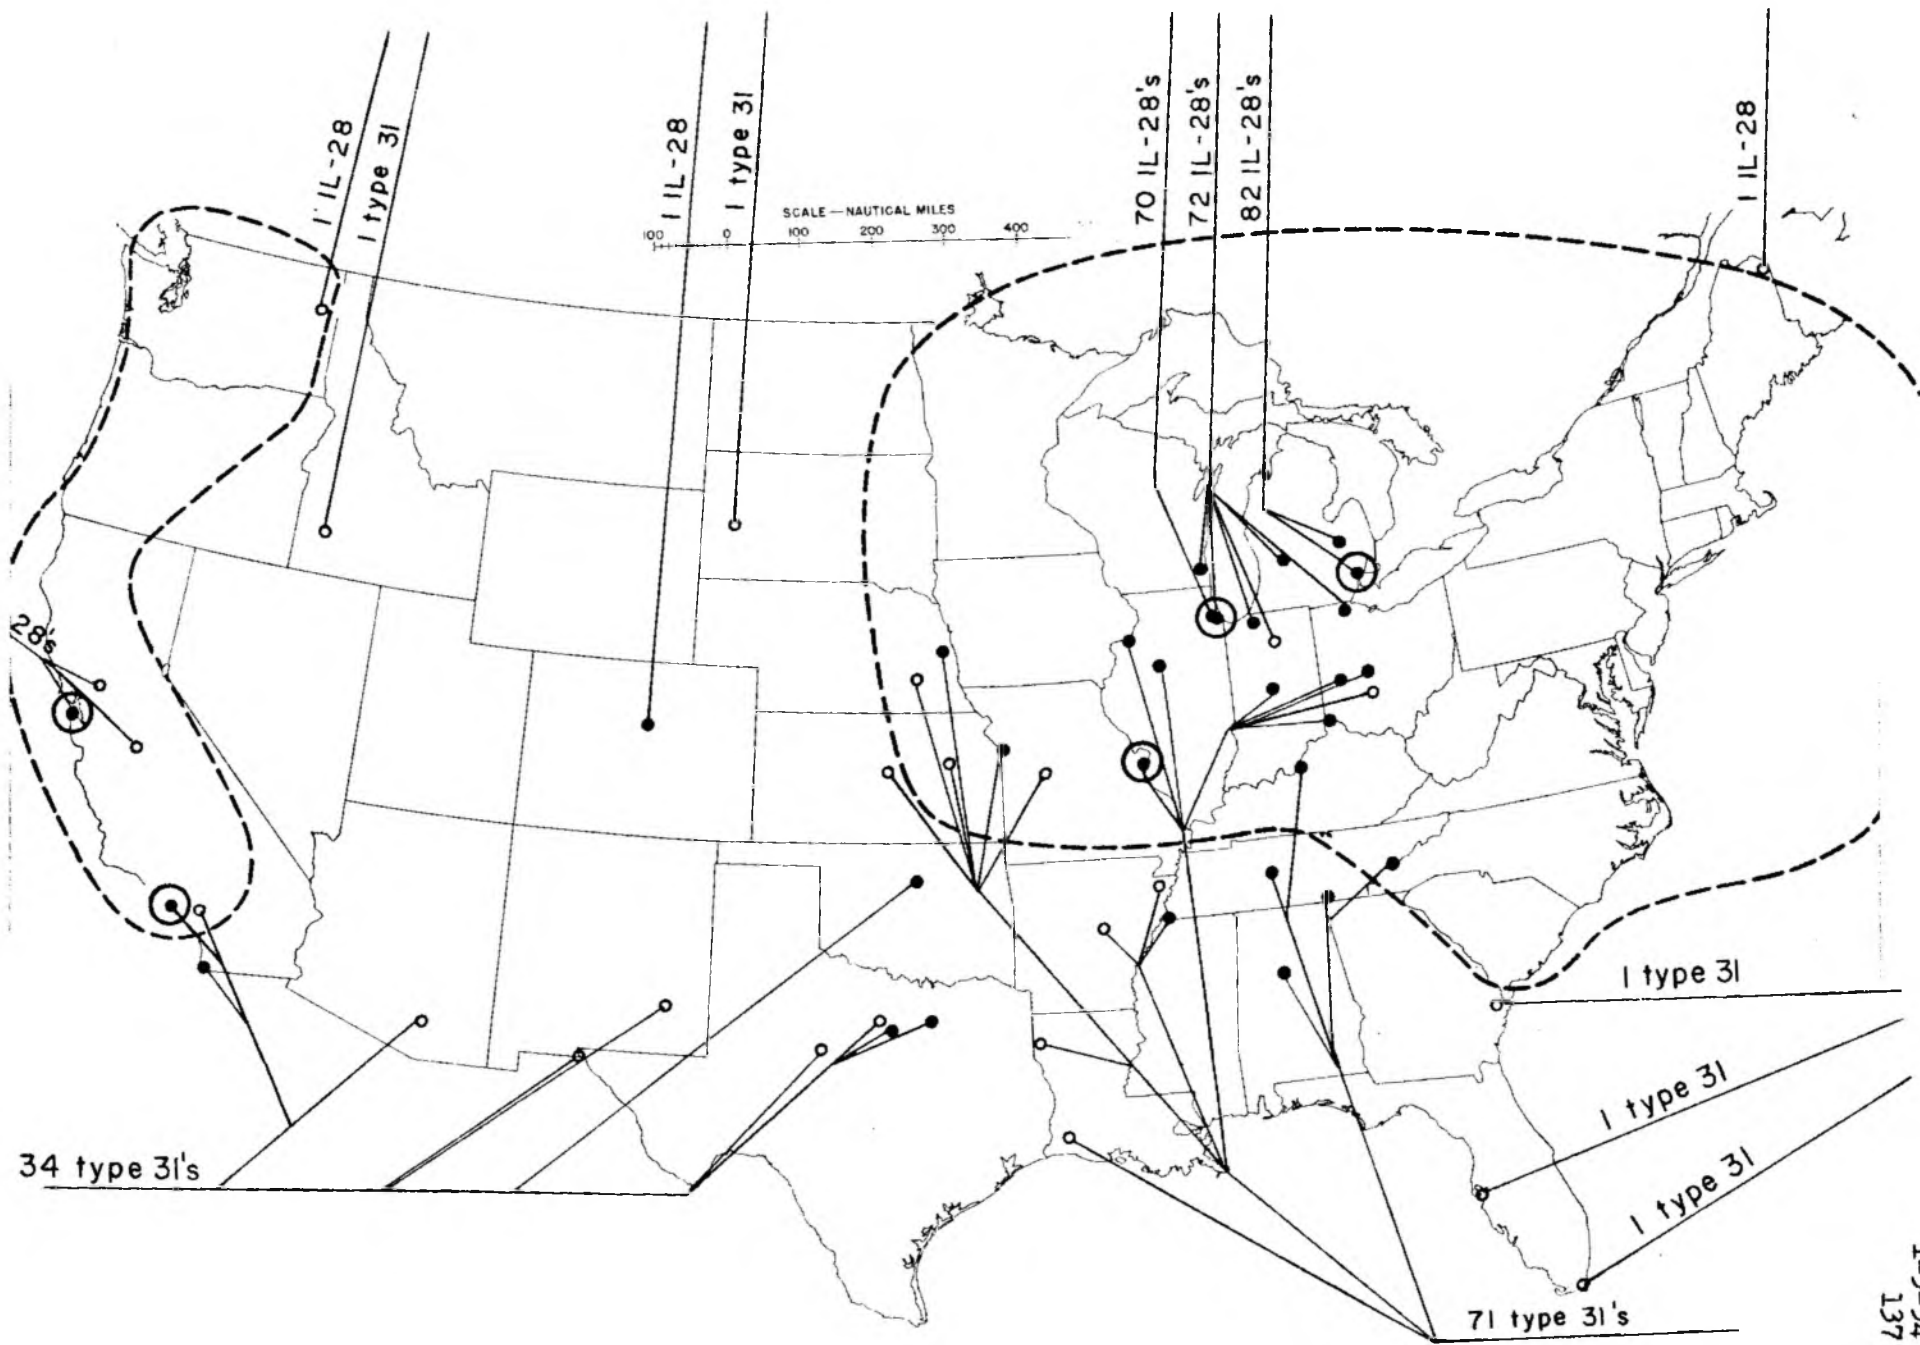 1 IL-28
1 type 31
1 IL-28
1 type 31
SCALE—NAUTICAL MILES
100 0 100 200 300 400
70 IL-28's
72 IL-28's
82 IL-28's
1 IL-28
28's
34 type 31's
1 type 31
1 type 31
1 type 31
71 type 31's
137